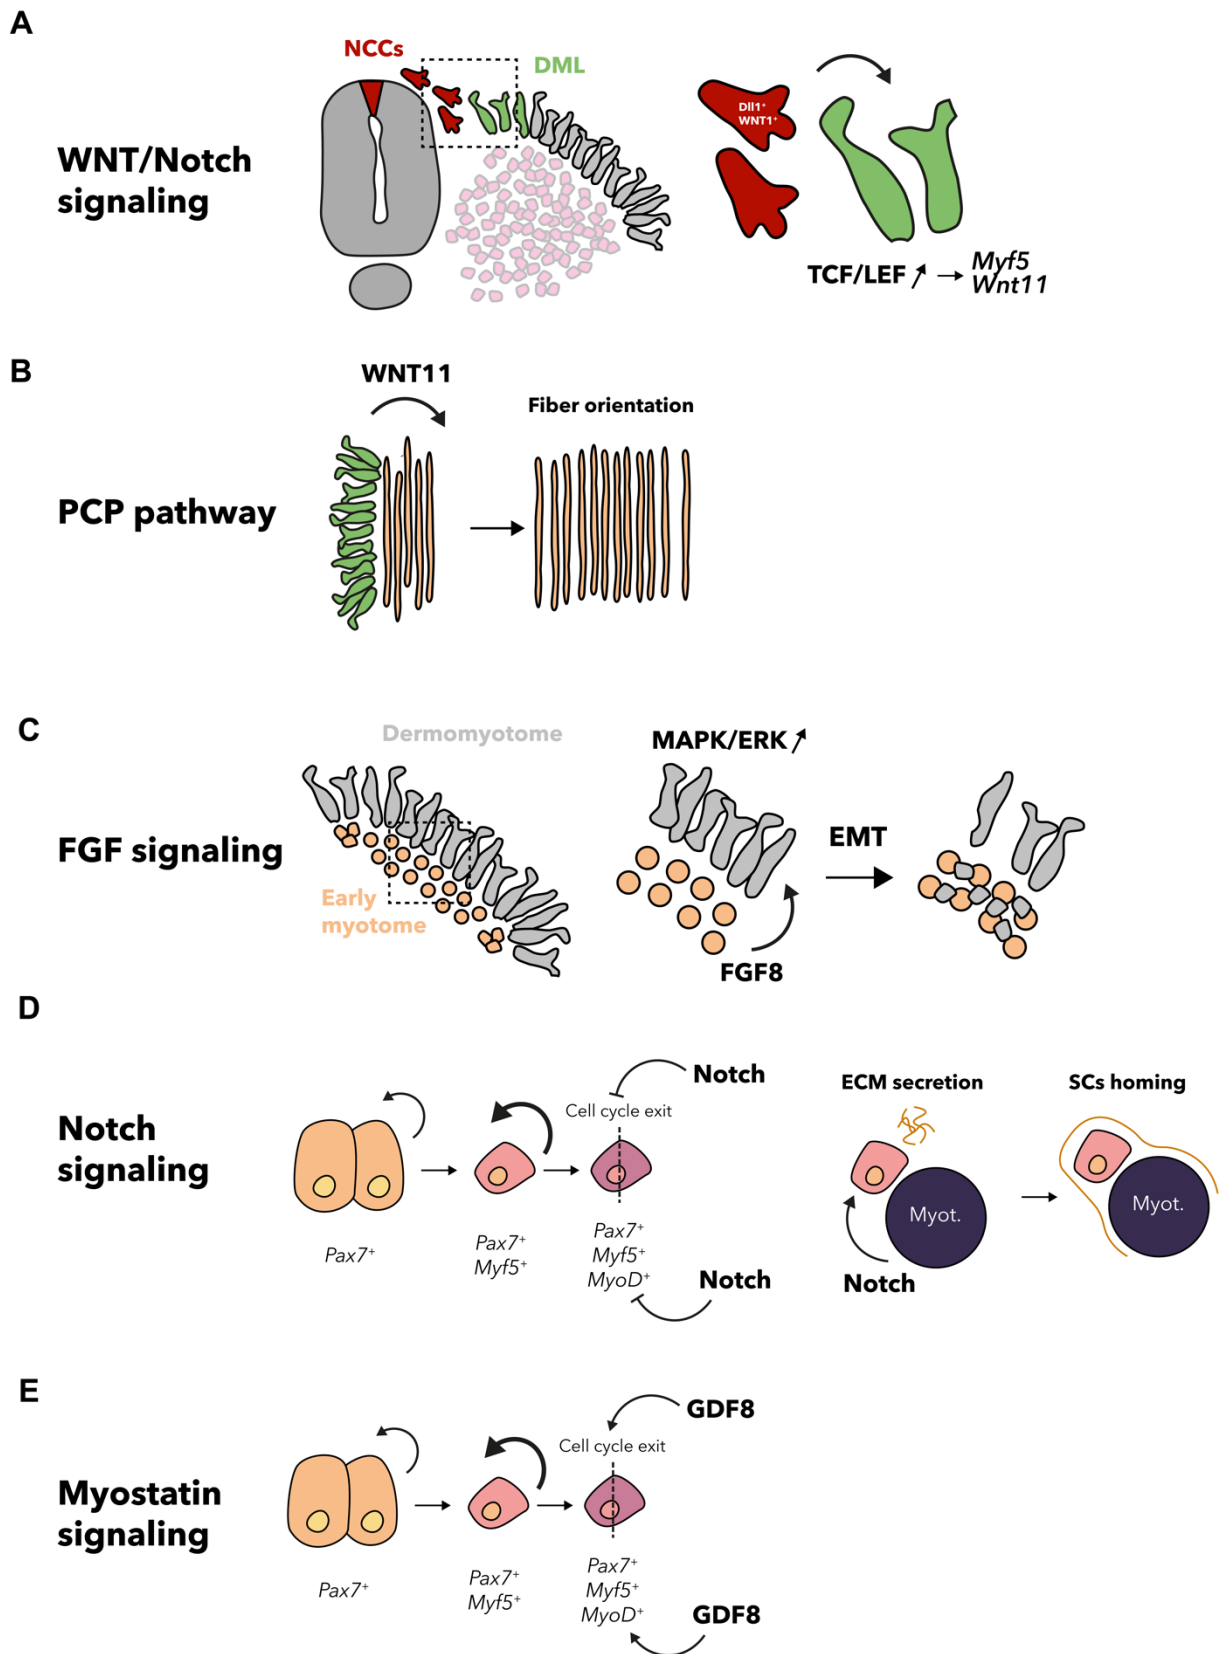 A
NCCs
DML
WNT/Notch
signaling
Dll1⁺
WNT1⁺
TCF/LEF
Myf5
Wnt11
B
WNT11
Fiber orientation
PCP pathway
C
Dermomyotome
MAPK/ERK
FGF signaling
EMT
Early
myotome
FGF8
D
Notch
Cell cycle exit
ECM secretion
SCs homing
Notch
signaling
Myot.
Myot.
Pax7⁺
Pax7⁺
Myf5⁺
Pax7⁺
Myf5⁺
MyoD⁺
Notch
Notch
E
GDF8
Cell cycle exit
Myostatin
signaling
Pax7⁺
Pax7⁺
Myf5⁺
Pax7⁺
Myf5⁺
MyoD⁺
GDF8